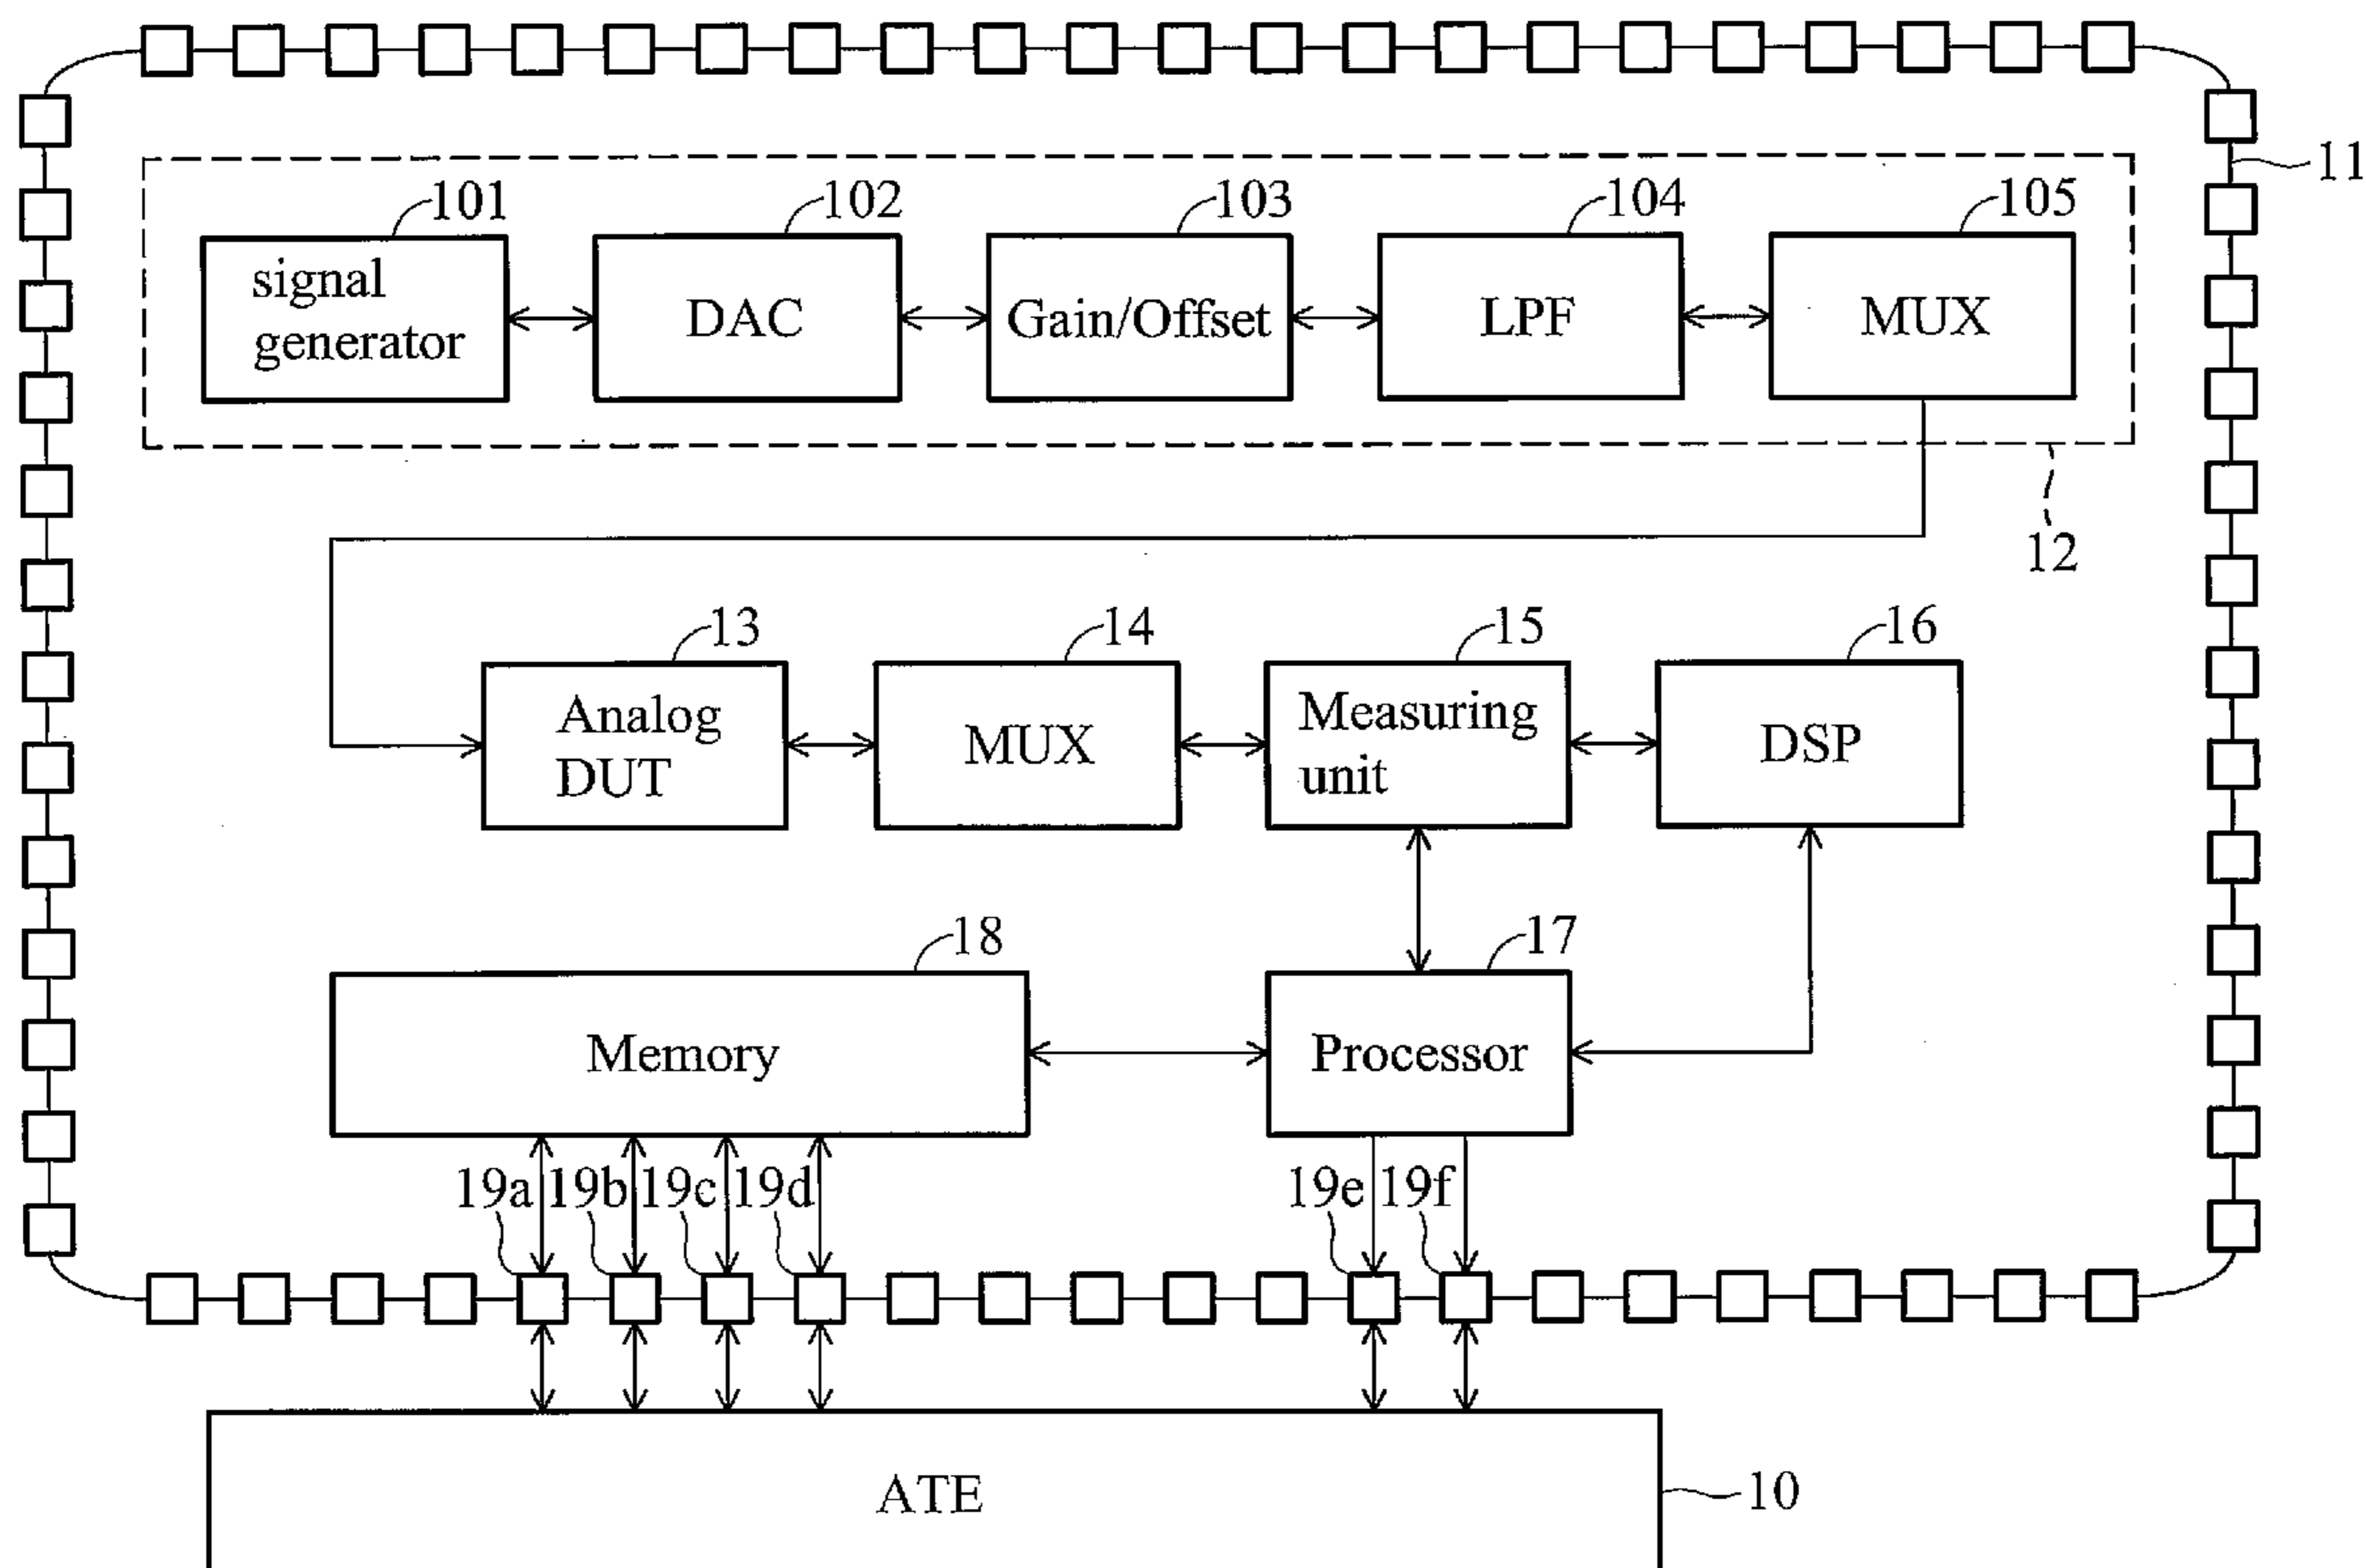 101
102
103
104
105
11
signal
generator
DAC
Gain/Offset
LPF
MUX
12
13
14
15
16
Analog
DUT
MUX
Measuring
unit
DSP
18
17
Memory
Processor
19a
19b
19c
19d
19e
19f
ATE
10